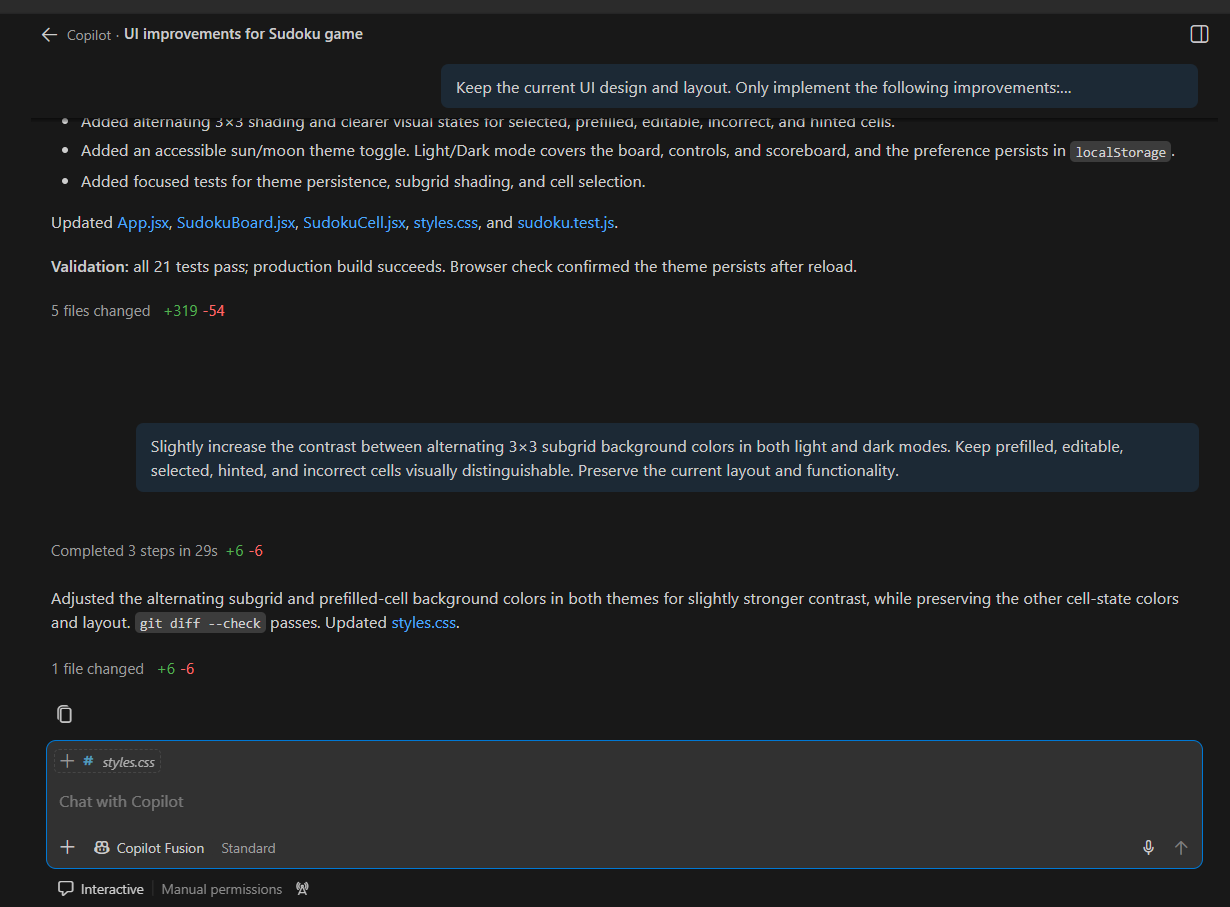 Copilot · UI improvements for Sudoku game
Keep the current UI design and layout. Only implement the following improvements:...
Added alternating 3×3 shading and clearer visual states for selected, prefilled, editable, incorrect, and hinted cells.
Added an accessible sun/moon theme toggle. Light/Dark mode covers the board, controls, and scoreboard, and the preference persists in localStorage.
Added focused tests for theme persistence, subgrid shading, and cell selection.
Updated App.jsx, SudokuBoard.jsx, SudokuCell.jsx, styles.css, and sudoku.test.js.
Validation: all 21 tests pass; production build succeeds. Browser check confirmed the theme persists after reload.
5 files changed +319 -54
Slightly increase the contrast between alternating 3×3 subgrid background colors in both light and dark modes. Keep prefilled, editable,
selected, hinted, and incorrect cells visually distinguishable. Preserve the current layout and functionality.
Completed 3 steps in 29s +6 -6
Adjusted the alternating subgrid and prefilled-cell background colors in both themes for slightly stronger contrast, while preserving the other cell-state colors
and layout. git diff --check passes. Updated styles.css.
1 file changed +6 -6
# styles.css
Chat with Copilot
Copilot Fusion Standard
Interactive Manual permissions